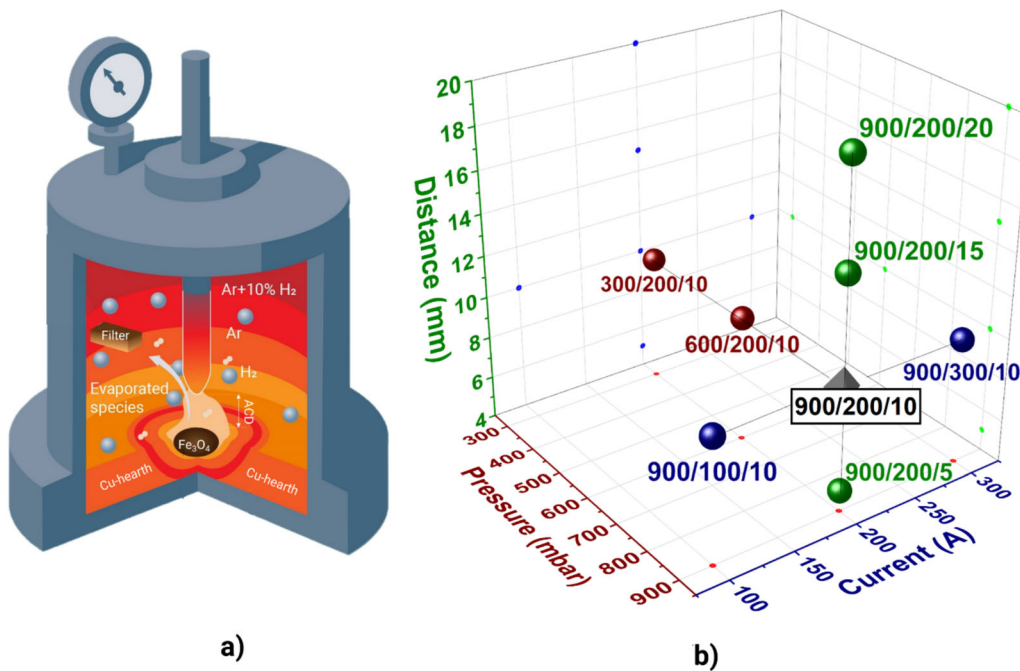 Ar+10% H₂
Filter
Ar
H₂
Evaporated
species
ACD
Fe₃O₄
Cu-hearth
Cu-hearth
a)
20
18
16
14
12
10
8
6
4
Distance (mm)
300
400
500
600
700
800
900
Pressure (mbar)
100
150
200
250
300
Current (A)
900/200/20
900/200/15
300/200/10
600/200/10
900/300/10
900/200/10
900/100/10
900/200/5
b)